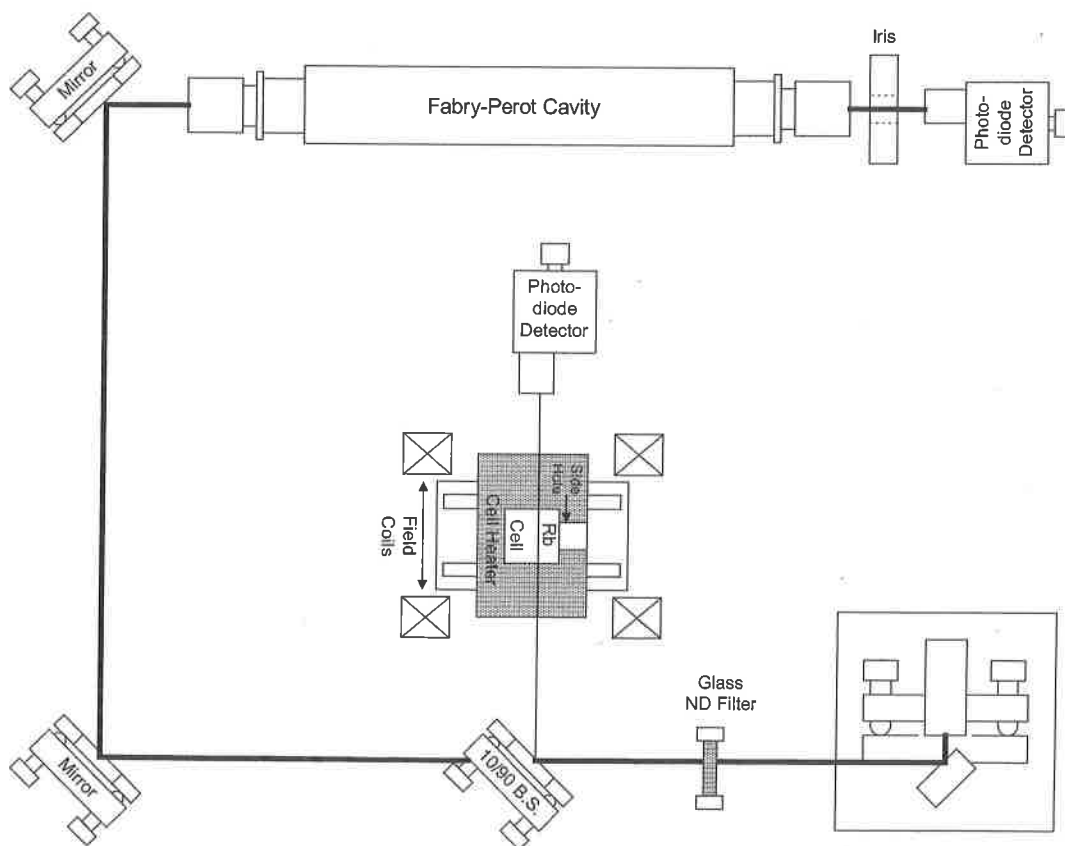 Mirror
Fabry-Perot Cavity
Iris
Photo-
diode
Detector
Photo-
diode
Detector
Side
Hole
Rb
Cell
Cell Heater
Field
Coils
Glass
ND Filter
Mirror
10/90 B.S.